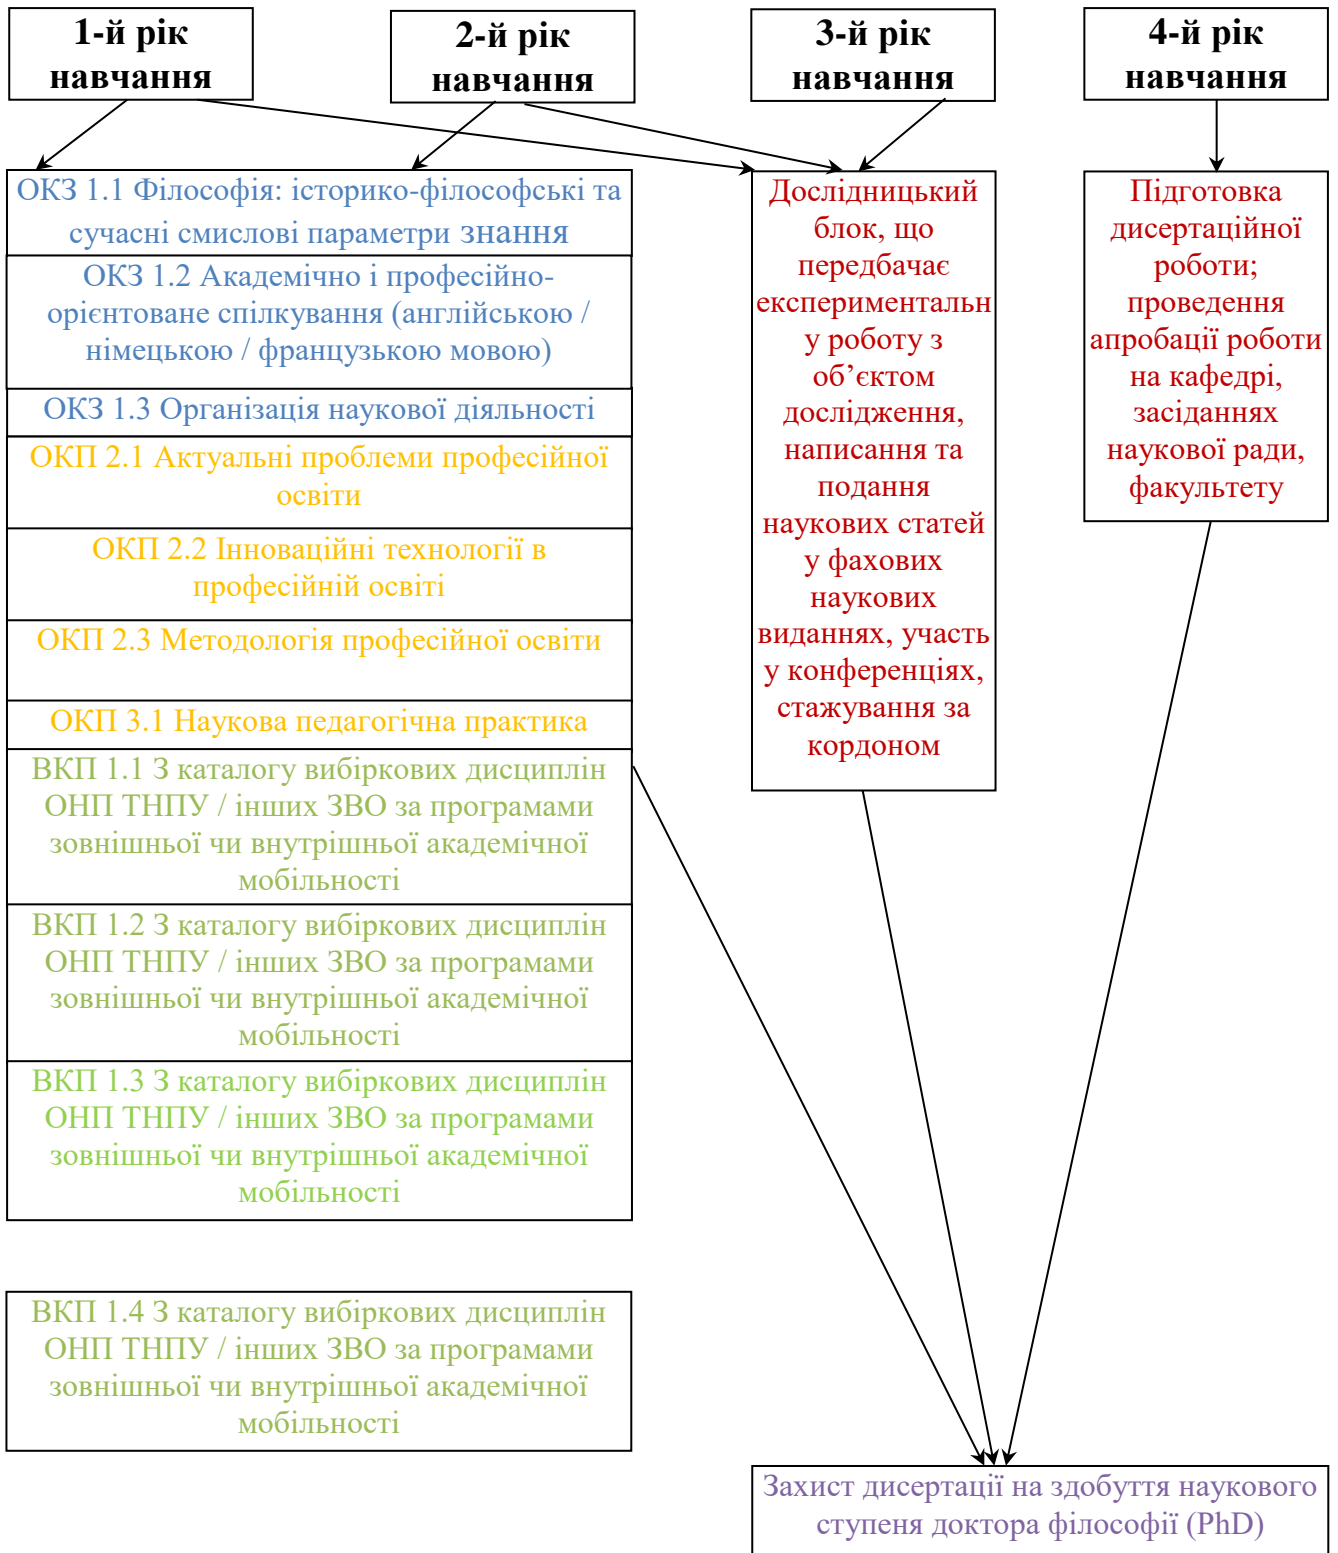 1-й рік
навчання
2-й рік
навчання
3-й рік
навчання
4-й рік
навчання
ОКЗ 1.1 Філософія: історико-філософські та
сучасні смислові параметри знання
ОКЗ 1.2 Академічно і професійно-
орієнтоване спілкування (англійською /
німецькою / французькою мовою)
ОКЗ 1.3 Організація наукової діяльності
ОКП 2.1 Актуальні проблеми професійної
освіти
ОКП 2.2 Інноваційні технології в
професійній освіті
ОКП 2.3 Методологія професійної освіти
ОКП 3.1 Наукова педагогічна практика
ВКП 1.1 З каталогу вибіркових дисциплін
ОНП ТНПУ / інших ЗВО за програмами
зовнішньої чи внутрішньої академічної
мобільності
ВКП 1.2 З каталогу вибіркових дисциплін
ОНП ТНПУ / інших ЗВО за програмами
зовнішньої чи внутрішньої академічної
мобільності
ВКП 1.3 З каталогу вибіркових дисциплін
ОНП ТНПУ / інших ЗВО за програмами
зовнішньої чи внутрішньої академічної
мобільності
ВКП 1.4 З каталогу вибіркових дисциплін
ОНП ТНПУ / інших ЗВО за програмами
зовнішньої чи внутрішньої академічної
мобільності
Дослідницький
блок, що
передбачає
експериментальн
у роботу з
об’єктом
дослідження,
написання та
подання
наукових статей
у фахових
наукових
виданнях, участь
у конференціях,
стажування за
кордоном
Підготовка
дисертаційної
роботи;
проведення
апробації роботи
на кафедрі,
засіданнях
наукової ради,
факультету
Захист дисертації на здобуття наукового
ступеня доктора філософії (PhD)